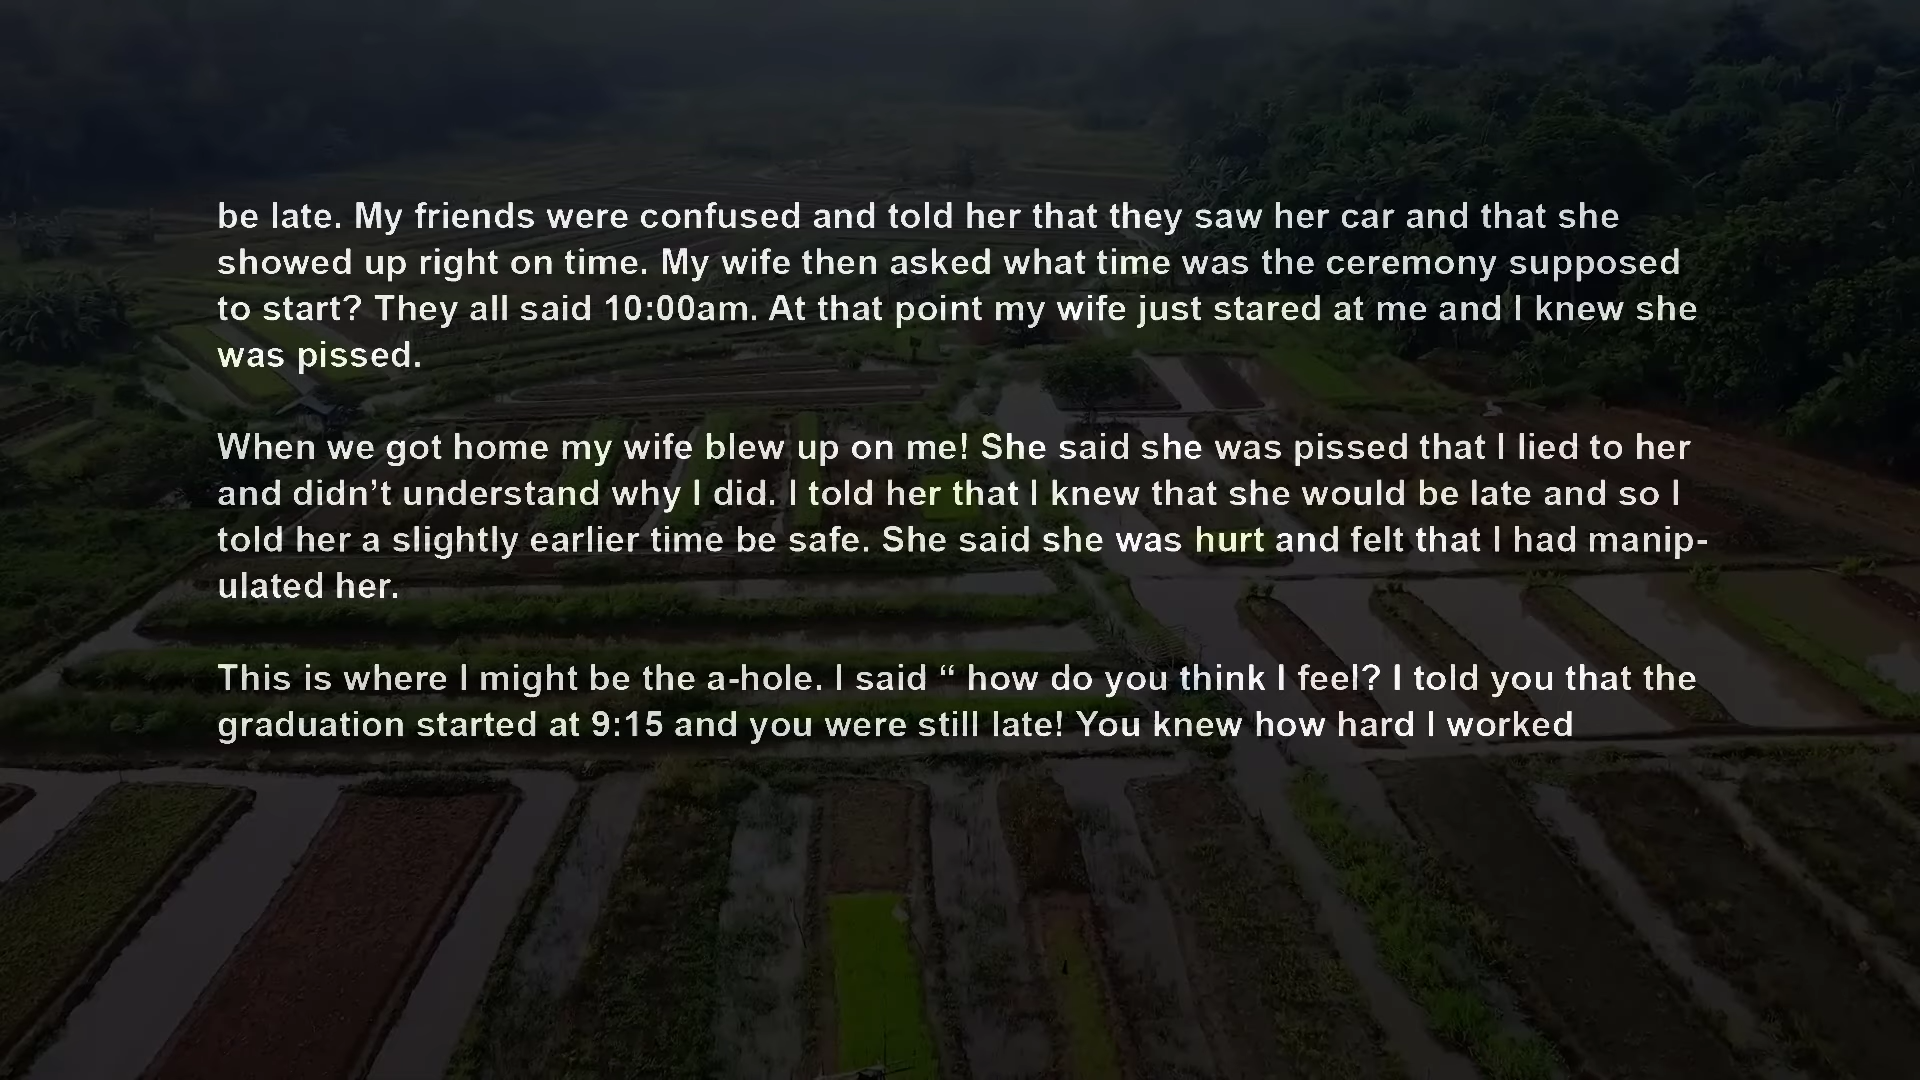 be late. My friends were confused and told her that they saw her car and that she
showed up right on time. My wife then asked what time was the ceremony supposed
to start? They all said 10:00am. At that point my wife just stared at me and I knew she
was pissed.
When we got home my wife blew up on me! She said she was pissed that I lied to her
and didn’t understand why I did. I told her that I knew that she would be late and so I
told her a slightly earlier time be safe. She said she was hurt and felt that I had manip-
ulated her.
This is where I might be the a-hole. I said “ how do you think I feel? I told you that the
graduation started at 9:15 and you were still late! You knew how hard I worked